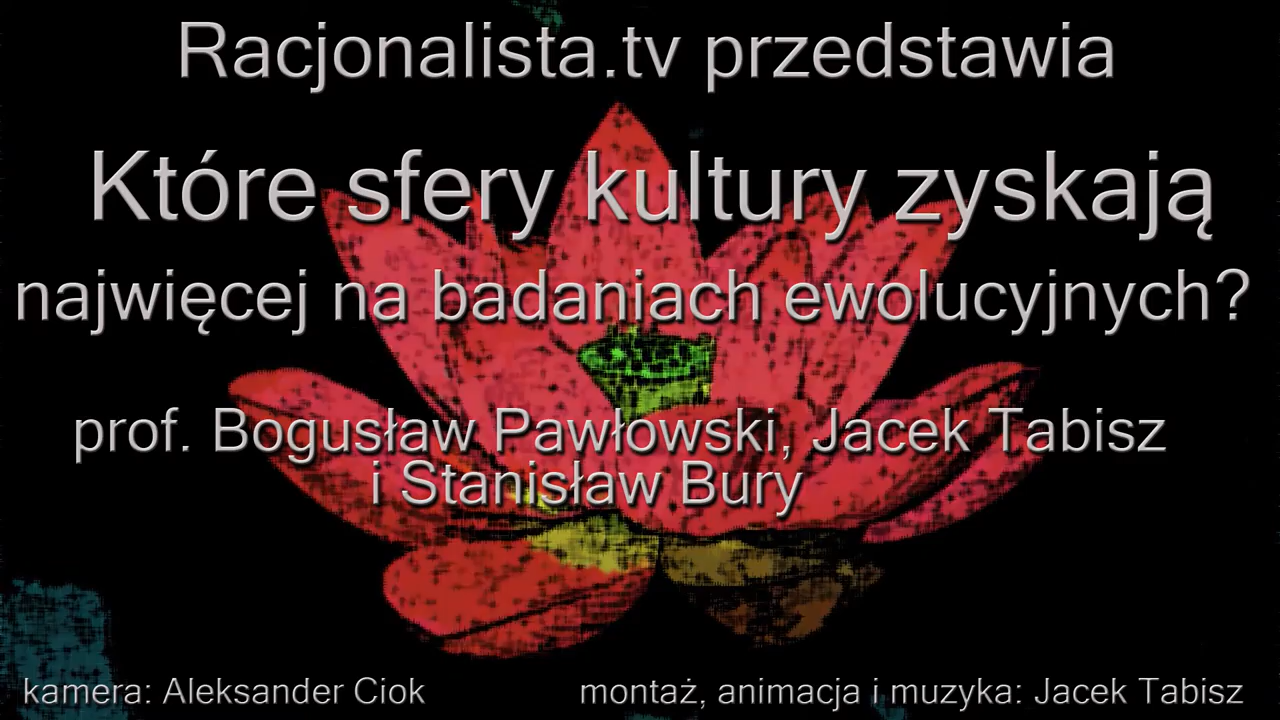 Racjonalista.tv przedstawia
Które sfery kultury zyskają
najwięcej na badaniach ewolucyjnych?
prof. Bogusław Pawłowski, Jacek Tabisz
i Stanisław Bury
kamera: Aleksander Ciok
montaż, animacja i muzyka: Jacek Tabisz